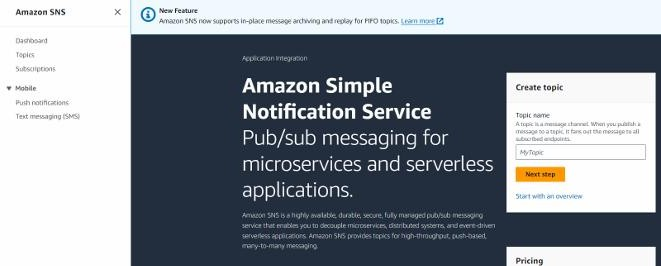 Amazon SNS
Dashboard
Topics
Subscriptions
Mobile
Push notifications
Text messaging (SMS)
New Feature
Amazon SNS now supports in-place message archiving and replay for FIFO topics. Learn more
Application Integration
Amazon Simple
Notification Service
Pub/sub messaging for
microservices and serverless
applications.
Amazon SNS is a highly available, durable, secure, fully managed pub/sub messaging
service that enables you to decouple microservices, distributed systems, and event-driven
serverless applications. Amazon SNS provides topics for high-throughput, push-based,
many-to-many messaging.
Create topic
Topic name
A topic is a message channel. When you publish a
message to a topic, it fans out the message to all
subscribed endpoints.
MyTopic
Next step
Start with an overview
Pricing